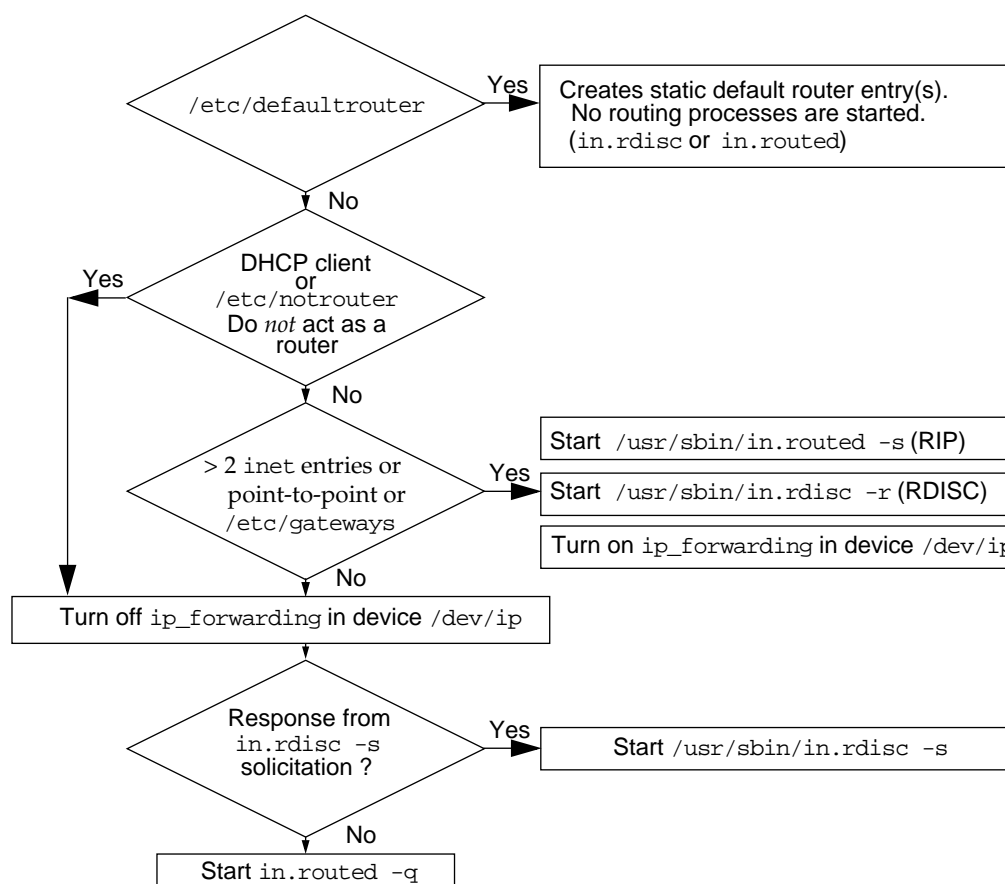 /etc/defaultrouter
Yes
Creates static default router entry(s).
No routing processes are started.
(in.rdisc or in.routed)
No
DHCP client
or
/etc/notrouter
Do not act as a
router
Yes
No
> 2 inet entries or
point-to-point or
/etc/gateways
Yes
Start /usr/sbin/in.routed -s (RIP)
Start /usr/sbin/in.rdisc -r (RDISC)
Turn on ip_forwarding in device /dev/ip
No
Turn off ip_forwarding in device /dev/ip
Response from
in.rdisc -s
solicitation ?
Yes
Start /usr/sbin/in.rdisc -s
No
Start in.routed -q